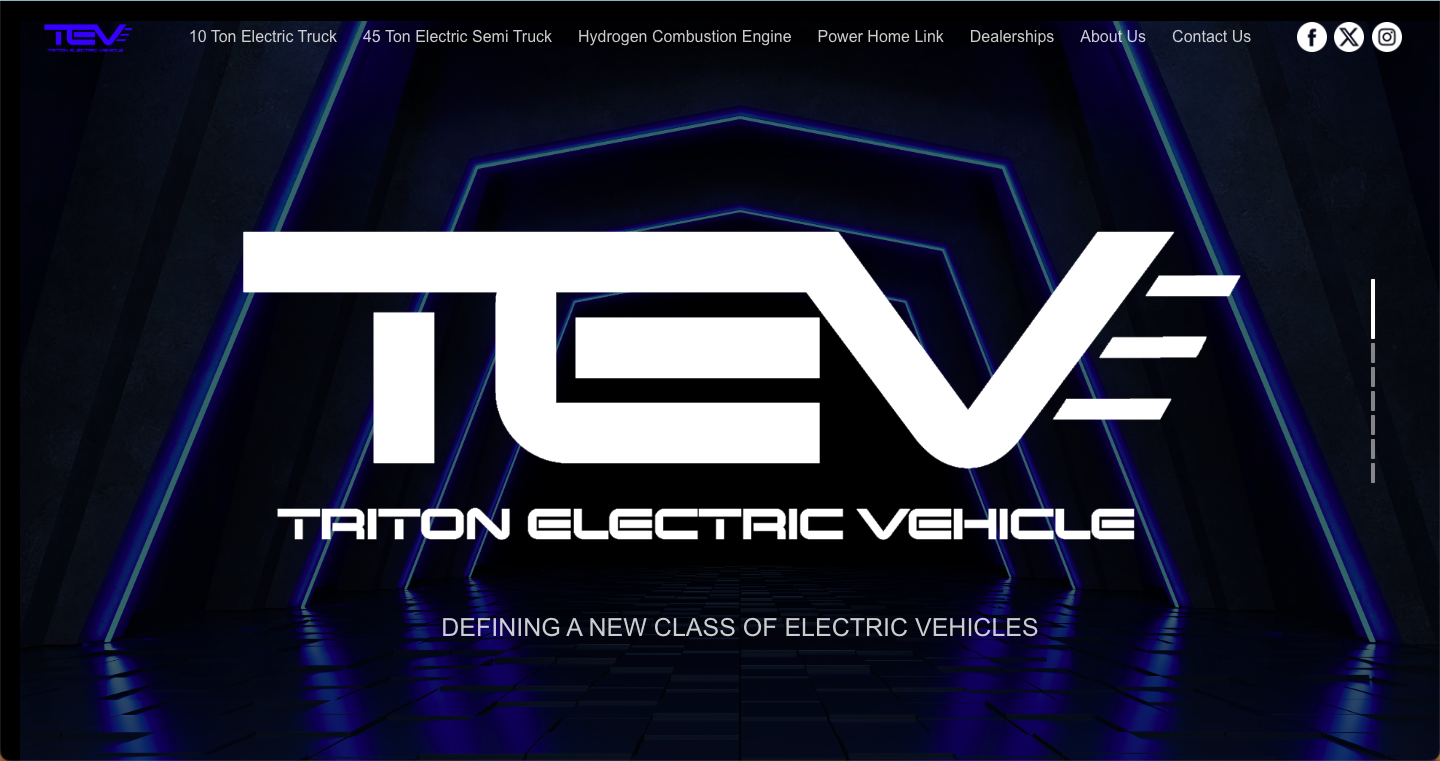 TEV
TRITON ELECTRIC VEHICLE
10 Ton Electric Truck
45 Ton Electric Semi Truck
Hydrogen Combustion Engine
Power Home Link
Dealerships
About Us
Contact Us
TEV
TRITON ELECTRIC VEHICLE
DEFINING A NEW CLASS OF ELECTRIC VEHICLES